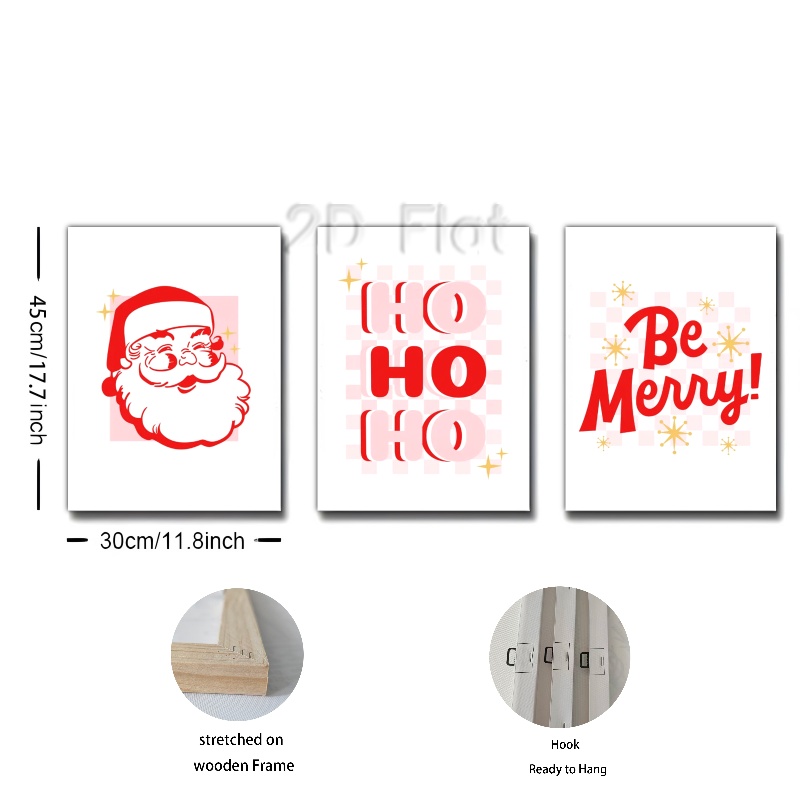 2D Flat
45cm/17.7inch
HO
HO
HO
Be
Merry!
30cm/11.8inch
stretched on
wooden Frame
Hook
Ready to Hang